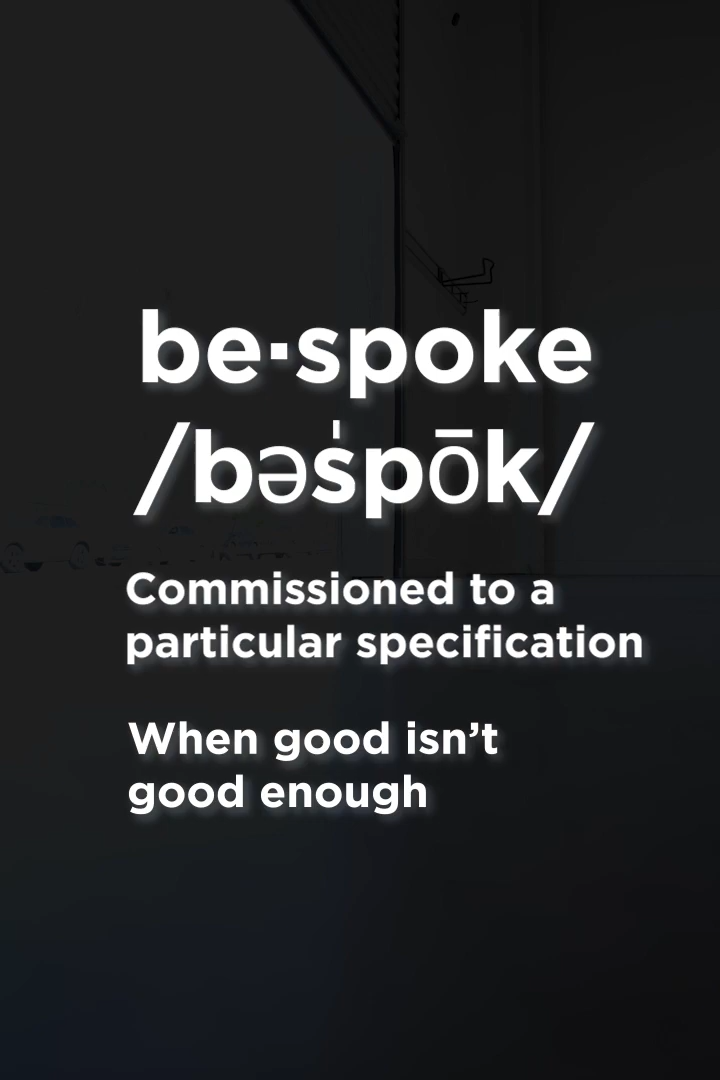 be·spoke
/bəˈspōk/
Commissioned to a
particular specification
When good isn’t
good enough